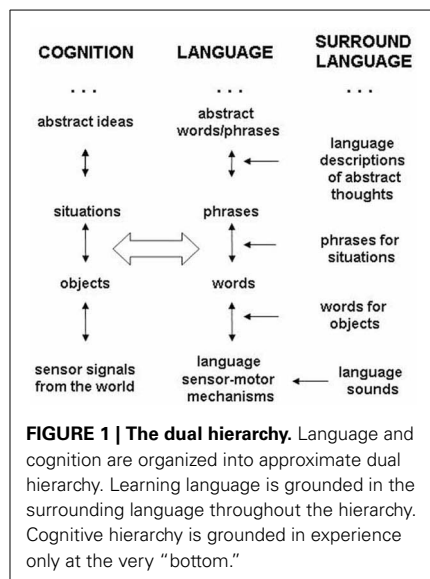 COGNITION LANGUAGE SURROUND
LANGUAGE
. . . . . . . . .
abstract ideas abstract
words/phrases
language
descriptions
of abstract
thoughts
situations phrases
phrases for
situations
objects words
words for
objects
sensor signals
from the world
language
sensor-motor
mechanisms
language
sounds
FIGURE 1 | The dual hierarchy. Language and
cognition are organized into approximate dual
hierarchy. Learning language is grounded in the
surrounding language throughout the hierarchy.
Cognitive hierarchy is grounded in experience
only at the very “bottom.”